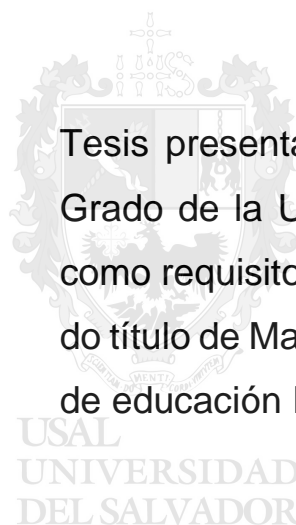 Tesis presenta
Grado de la U
como requisito
do título de Ma
de educación
USAL
UNIVERSIDAD
DEL SALVADOR